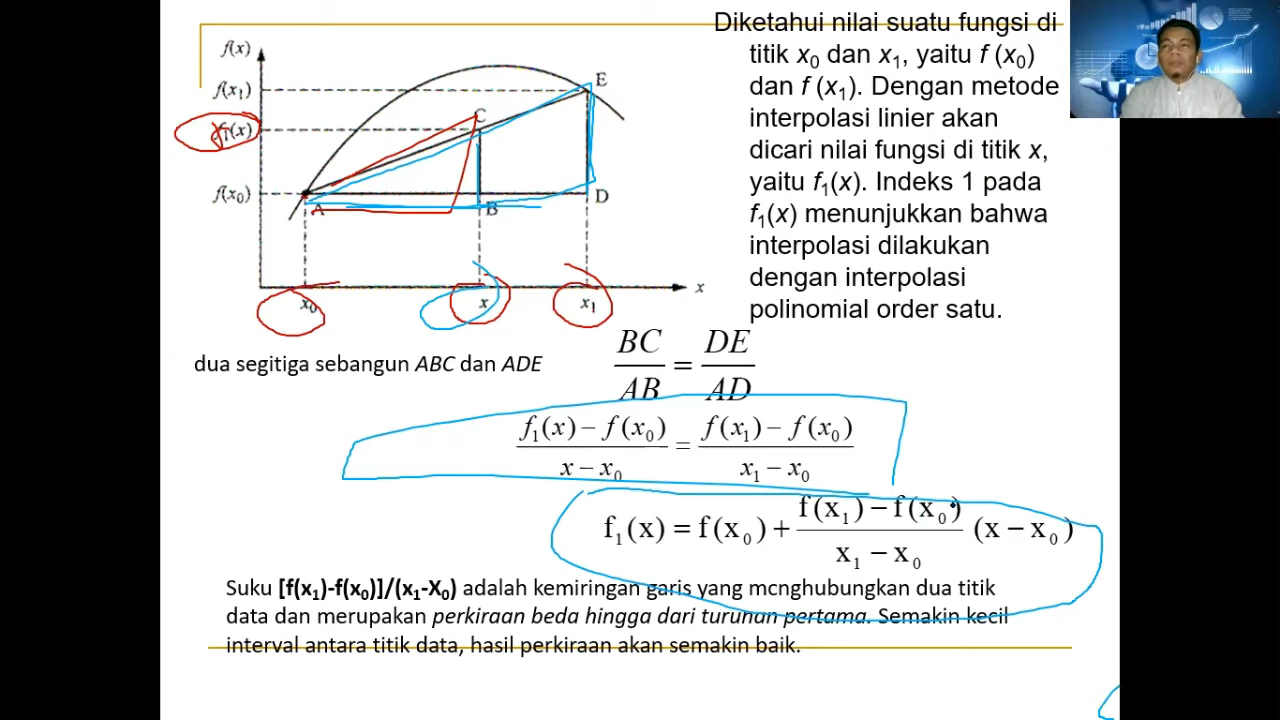 Diketahui nilai suatu fungsi di
titik x₀ dan x₁, yaitu f (x₀)
dan f (x₁). Dengan metode
interpolasi linier akan
dicari nilai fungsi di titik x,
yaitu f₁(x). Indeks 1 pada
f₁(x) menunjukkan bahwa
interpolasi dilakukan
dengan interpolasi
polinomial order satu.
f(x)
f(x₁)
f₁(x)
f(x₀)
E
C
A
B
D
x₀
x
x₁
x
dua segitiga sebangun ABC dan ADE
BC/AB = DE/AD
f₁(x) − f(x₀) / x − x₀ = f(x₁) − f(x₀) / x₁ − x₀
f₁(x) = f(x₀) + f(x₁) − f(x₀) / x₁ − x₀ (x − x₀)
Suku [f(x₁)-f(x₀)]/(x₁-X₀) adalah kemiringan garis yang mcnghubungkan dua titik
data dan merupakan perkiraan beda hingga dari turunan pertama. Semakin kecil
interval antara titik data, hasil perkiraan akan semakin baik.